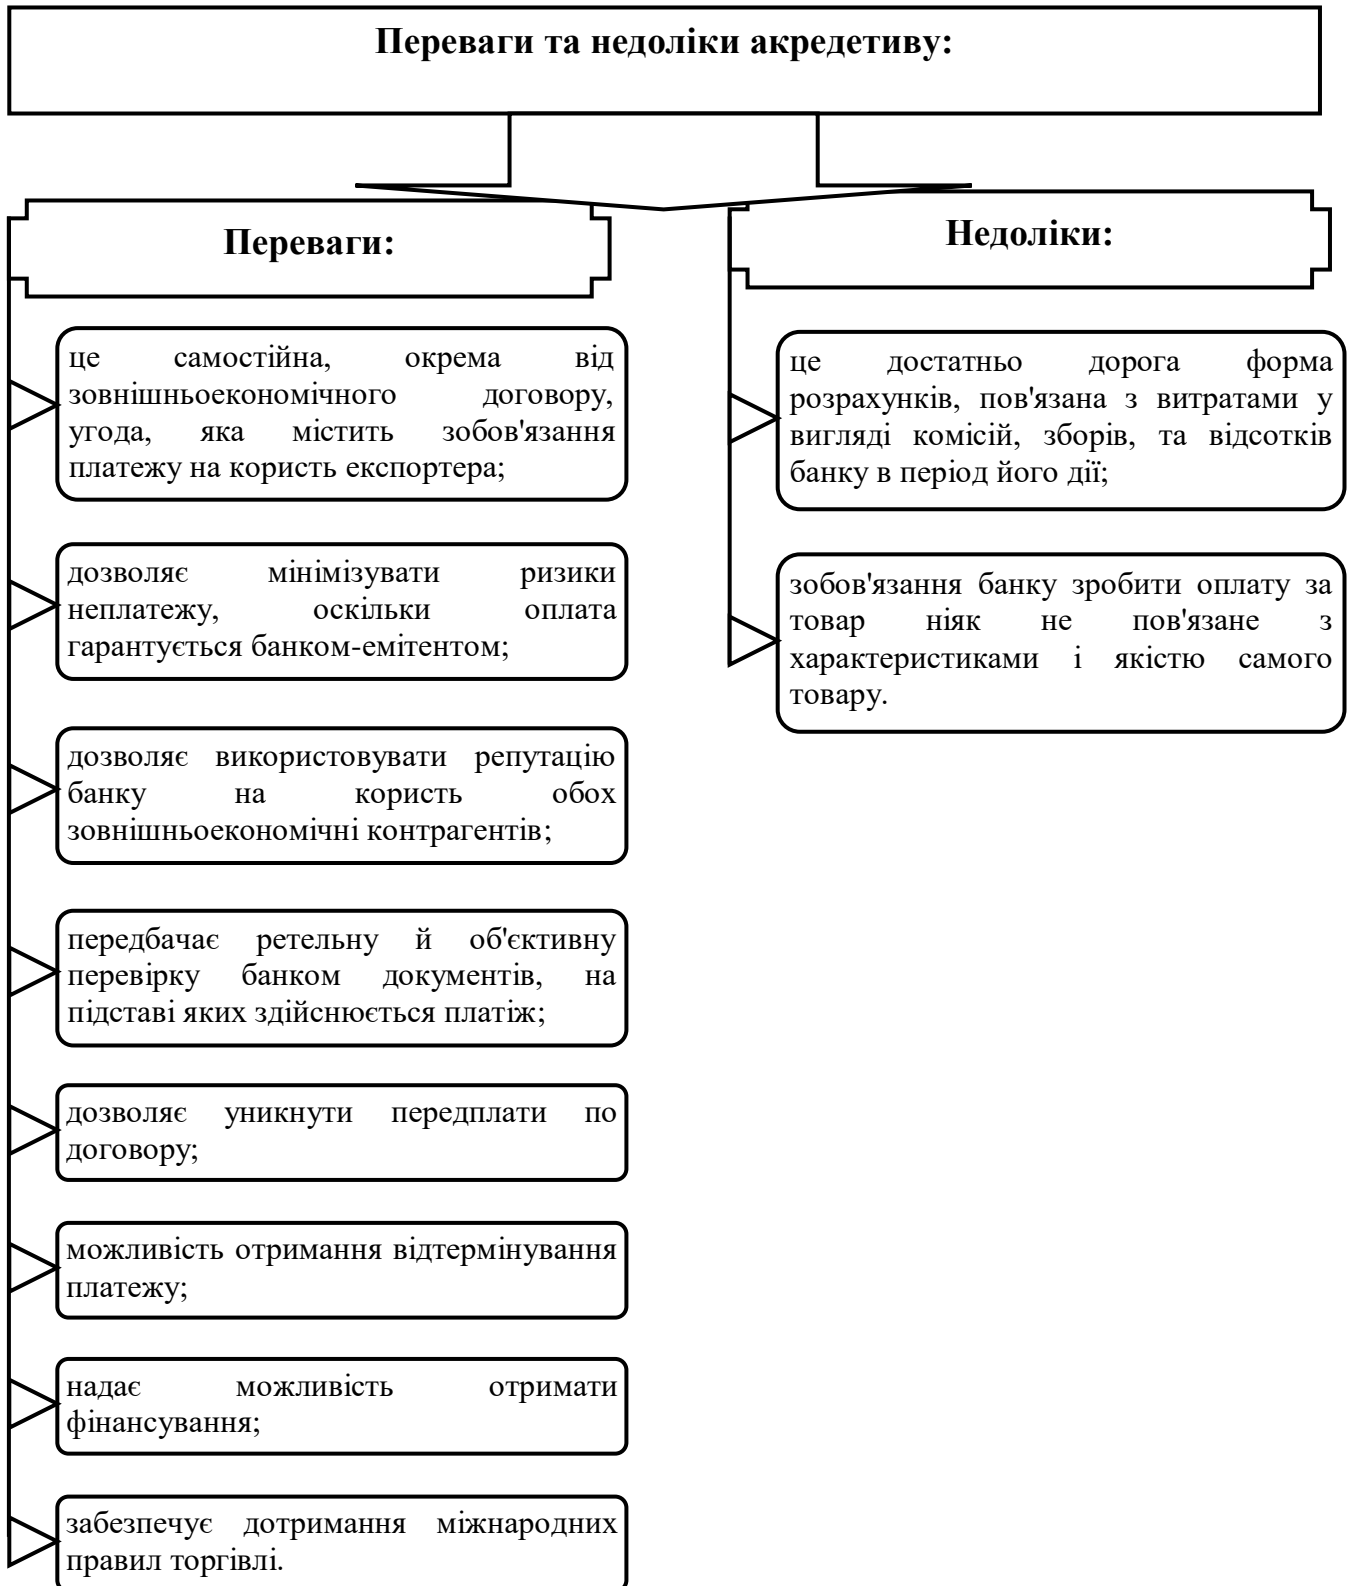 Переваги та недоліки акредетиву:
Переваги:
це самостійна, окрема від
зовнішньоекономічного договору,
угода, яка містить зобов'язання
платежу на користь експортера;
дозволяє мінімізувати ризики
неплатежу, оскільки оплата
гарантується банком-емітентом;
дозволяє використовувати репутацію
банку на користь обох
зовнішньоекономічні контрагентів;
передбачає ретельну й об'єктивну
перевірку банком документів, на
підставі яких здійснюється платіж;
дозволяє уникнути передплати по
договору;
можливість отримання відтермінування
платежу;
надає можливість отримати
фінансування;
забезпечує дотримання міжнародних
правил торгівлі.
Недоліки:
це достатньо дорога форма
розрахунків, пов'язана з витратами у
вигляді комісій, зборів, та відсотків
банку в період його дії;
зобов'язання банку зробити оплату за
товар ніяк не пов'язане з
характеристиками і якістю самого
товару.